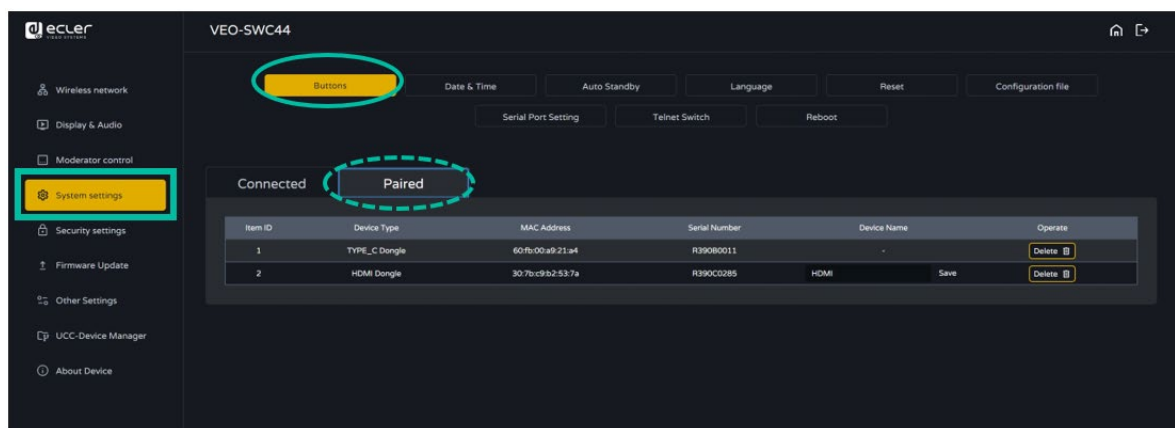 ecler
VIDEO SYSTEMS
VEO-SWC44
Wireless network
Display & Audio
Moderator control
System settings
Security settings
Firmware Update
Other Settings
UCC-Device Manager
About Device
Buttons Date & Time Auto Standby Language Reset Configuration file
Serial Port Setting Telnet Switch Reboot
Connected Paired
Item ID Device Type MAC Address Serial Number Device Name Operate
1 TYPE_C Dongle 60:fb:00:a9:21:a4 R390B0011 - Delete
2 HDMI Dongle 30:7b:c9:b2:53:7a R390C0285 HDMI Save Delete